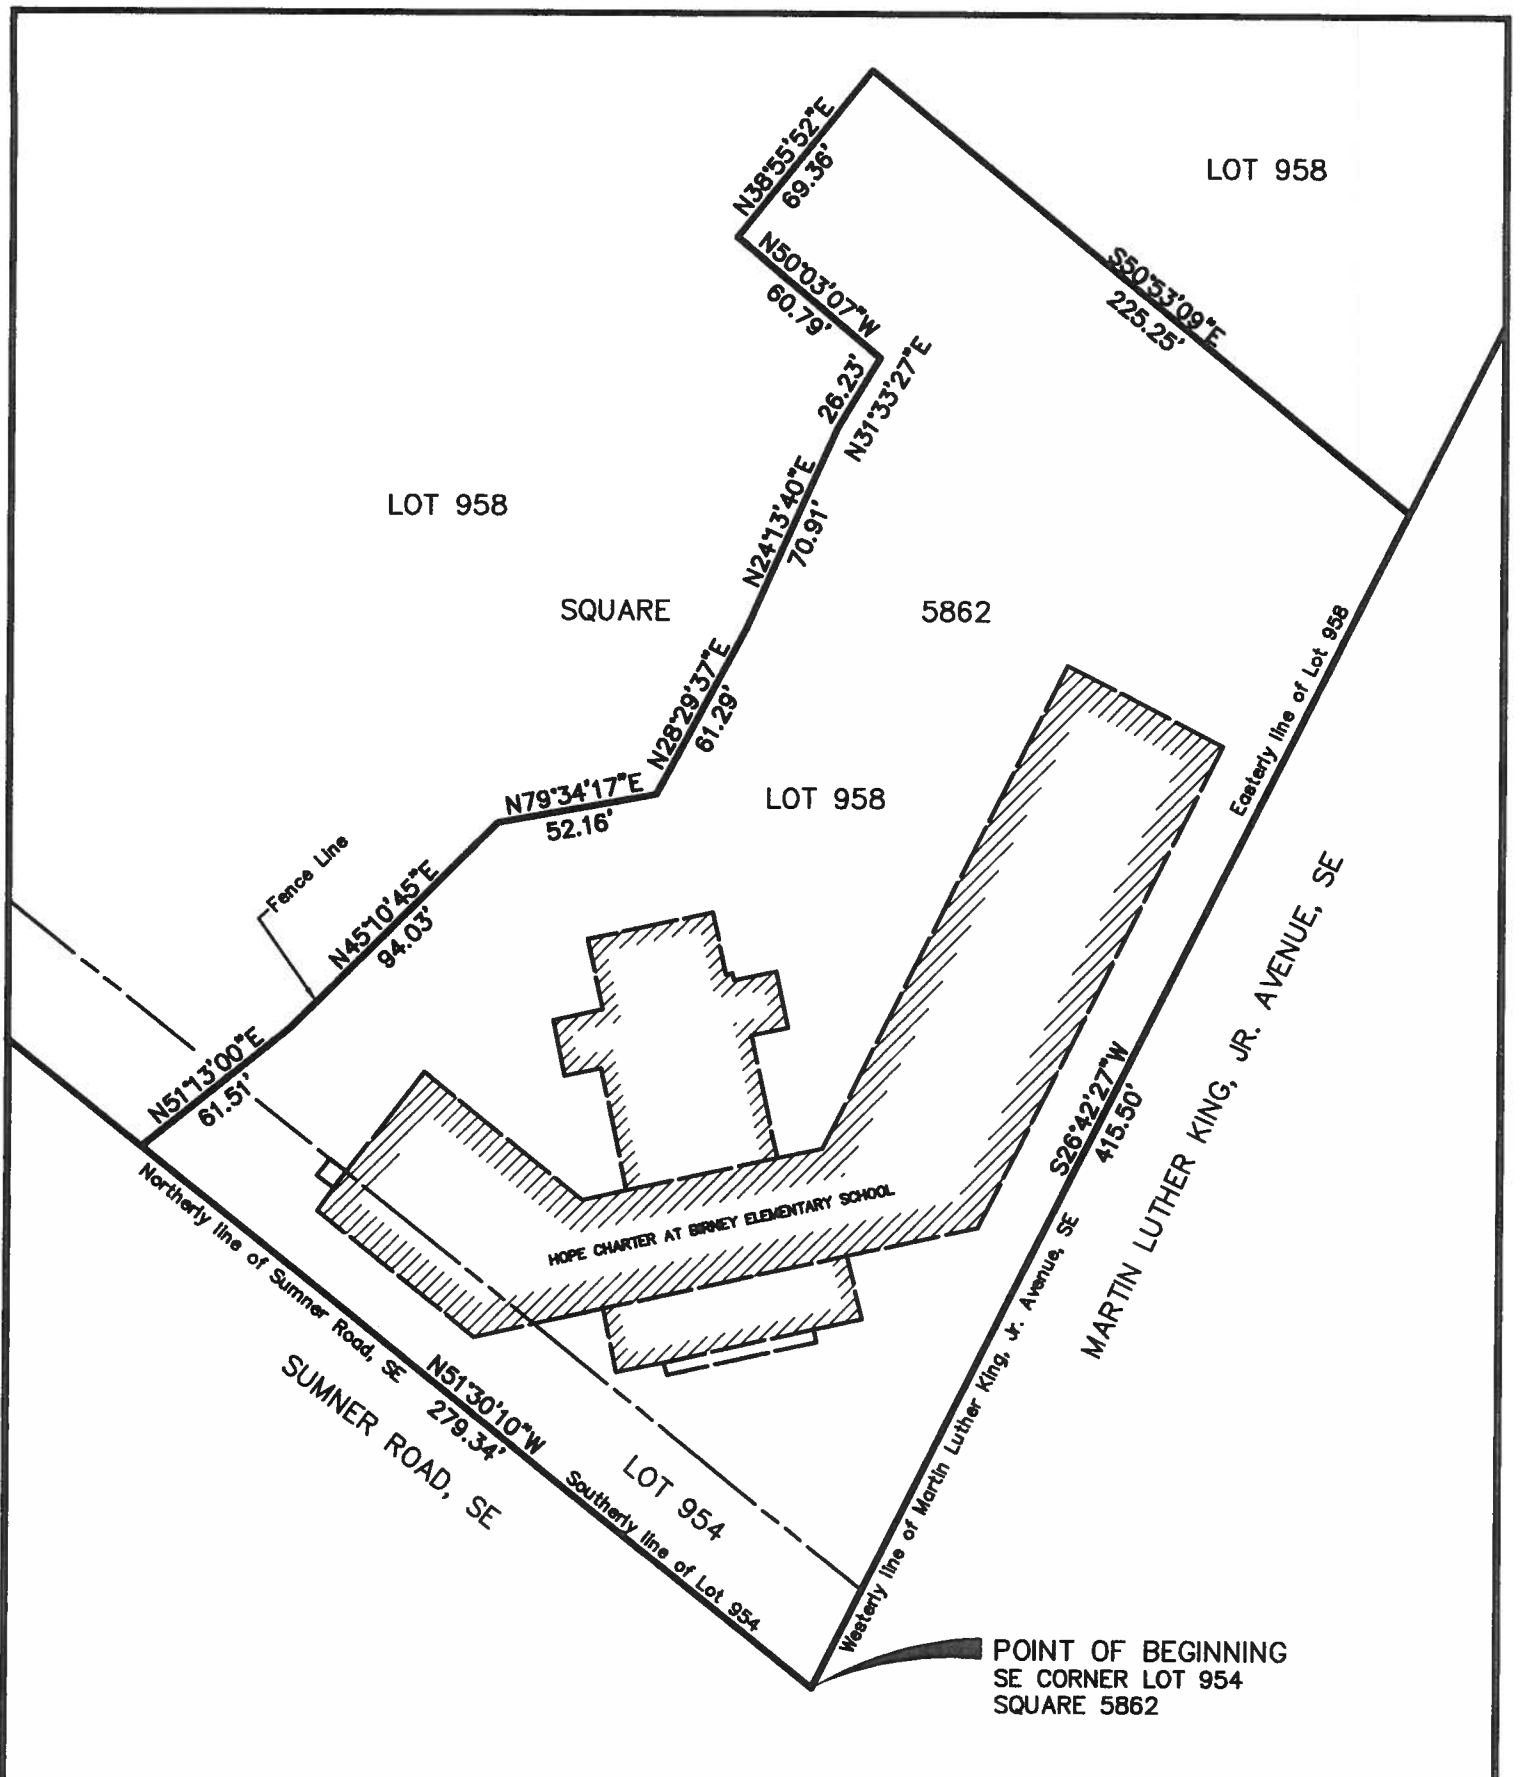 LOT 958
N38°55'52"E
69.36'
N50°03'07"W
60.79'
S50°53'09"E
225.25'
26.23'
N31°33'27"E
N24°13'40"E
70.91'
LOT 958
SQUARE 5862
N28°29'37"E
61.29'
N79°34'17"E
52.16'
LOT 958
Easterly line of Lot 958
Fence Line
N45°10'45"E
94.03'
N51°13'00"E
61.51'
S26°42'27"W
415.50'
MARTIN LUTHER KING, JR. AVENUE, SE
HOPE CHARTER AT BIRNEY ELEMENTARY SCHOOL
Northerly line of Sumner Road, SE
SUMNER ROAD, SE
N51°30'10"W
279.34'
LOT 954
Southerly line of Lot 954
Westerly line of Martin Luther King, Jr. Avenue, SE
POINT OF BEGINNING
SE CORNER LOT 954
SQUARE 5862